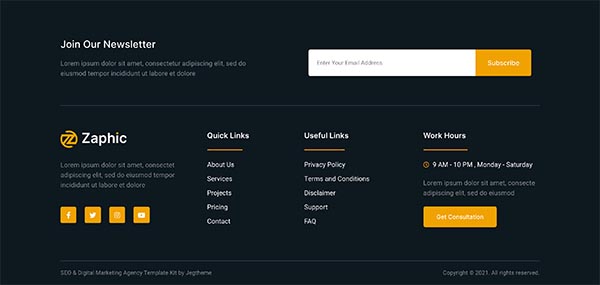 Join Our Newsletter
Lorem ipsum dolor sit amet, consectetur adipiscing elit, sed do
eiusmod tempor incididunt ut labore et dolore
Enter Your Email Address
Subscribe
Zaphic
Lorem ipsum dolor sit amet, consectet
adipiscing elit, sed do eiusmod tempor
incididunt ut labore et dolore
Quick Links
About Us
Services
Projects
Pricing
Contact
Useful Links
Privacy Policy
Terms and Conditions
Disclaimer
Support
FAQ
Work Hours
9 AM - 10 PM , Monday - Saturday
Lorem ipsum dolor sit amet, consecte
adipiscing elit, sed do eiusmod
Get Consultation
SEO & Digital Marketing Agency Template Kit by Jegtheme
Copyright © 2021. All rights reserved.